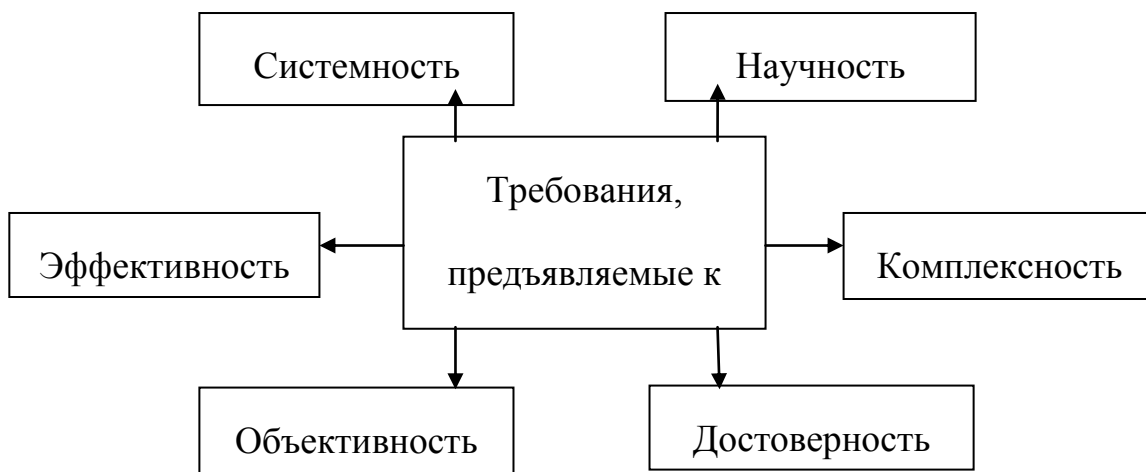 Системность
Научность
Требования,
предъявляемые к
Эффективность
Комплексность
Объективность
Достоверность